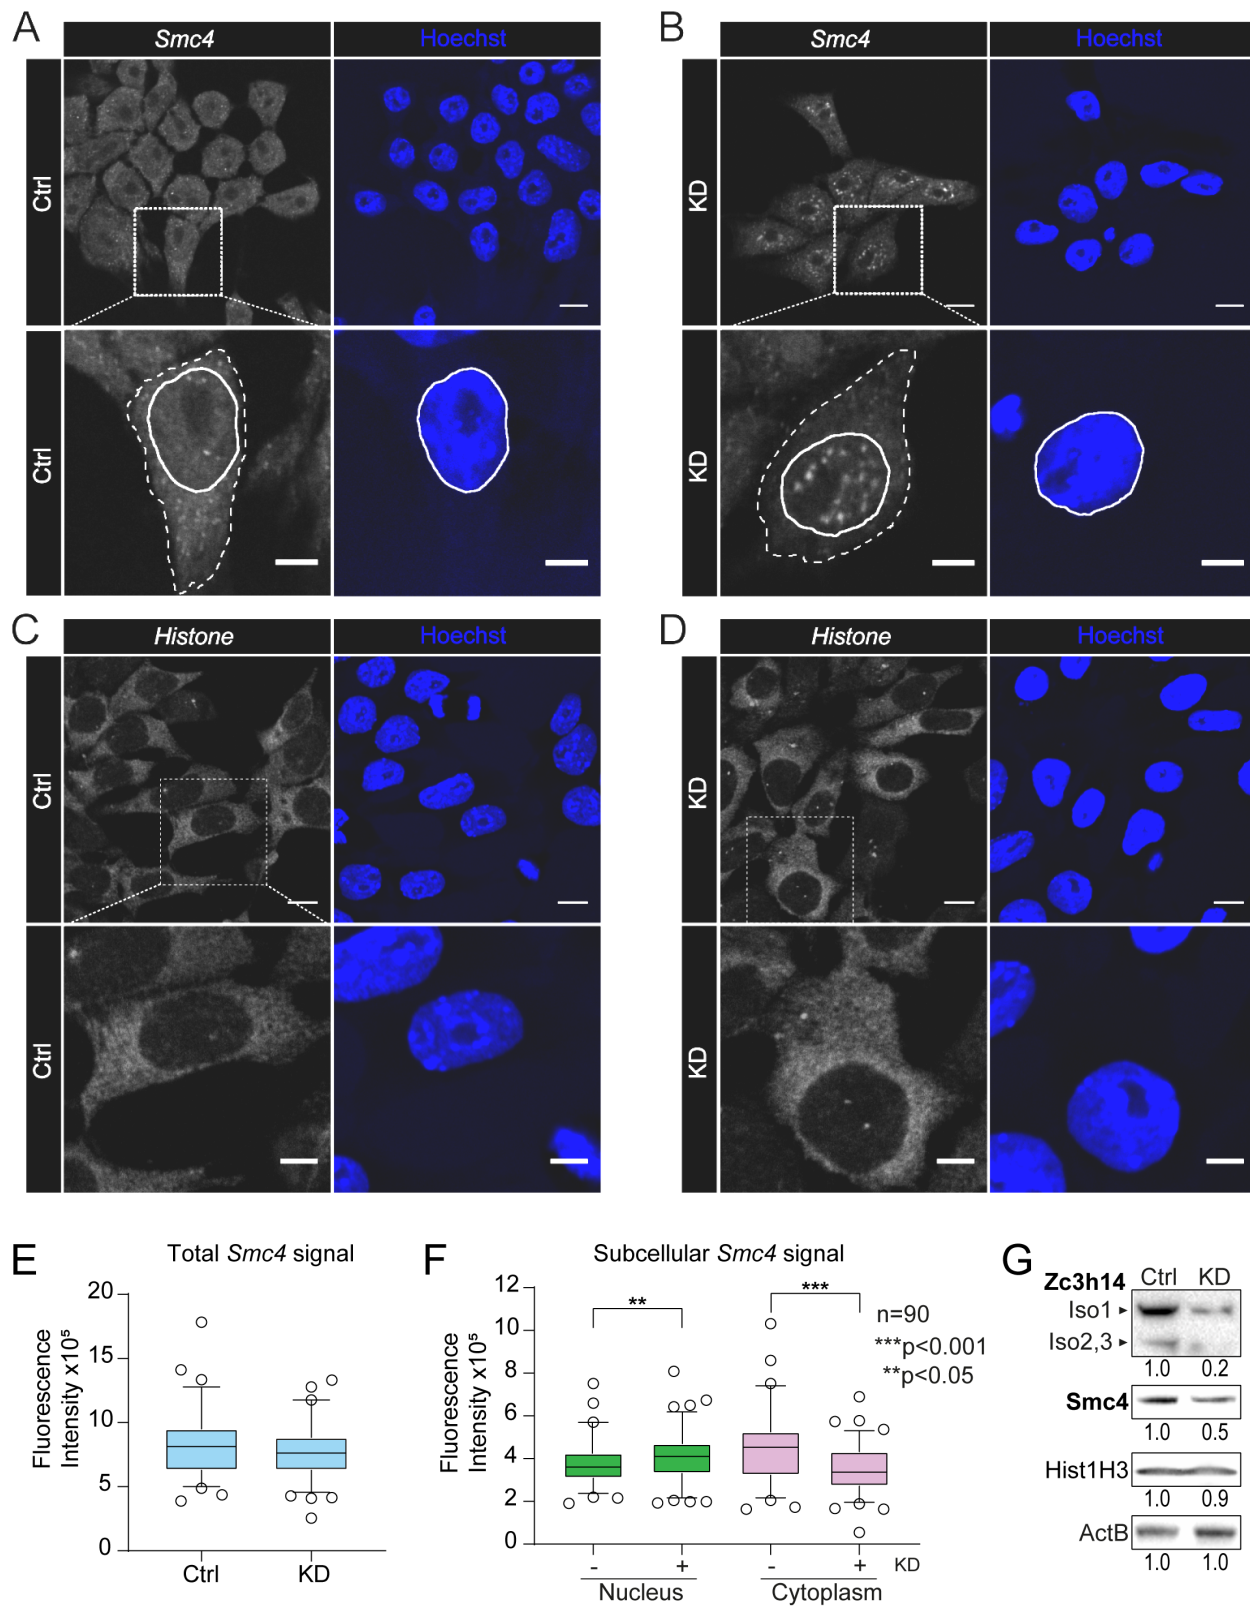 A
Smc4
Hoechst
B
Smc4
Hoechst
Ctrl
KD
Ctrl
KD
C
Histone
Hoechst
D
Histone
Hoechst
Ctrl
KD
Ctrl
KD
E
Total Smc4 signal
Fluorescence
Intensity x10⁵
20
15
10
5
0
Ctrl
KD
F
Subcellular Smc4 signal
Fluorescence
Intensity x10⁵
12
10
8
6
4
2
0
**
***
n=90
***p<0.001
**p<0.05
- + - + KD
Nucleus
Cytoplasm
G
Zc3h14 Ctrl KD
Iso1
Iso2,3
1.0 0.2
Smc4
1.0 0.5
Hist1H3
1.0 0.9
ActB
1.0 1.0